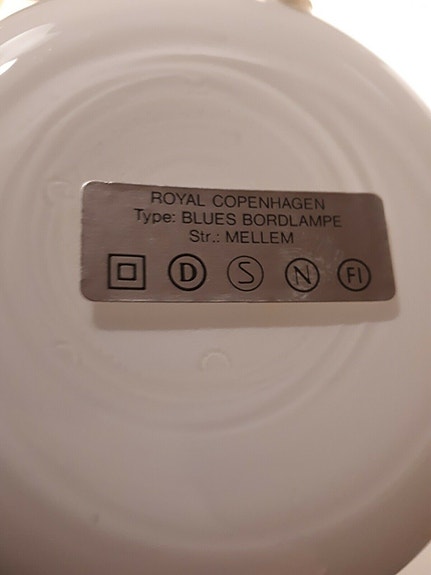 ROYAL COPENHAGEN
Type: BLUES BORDLAMPE
Str.: MELLEM
D S N FI